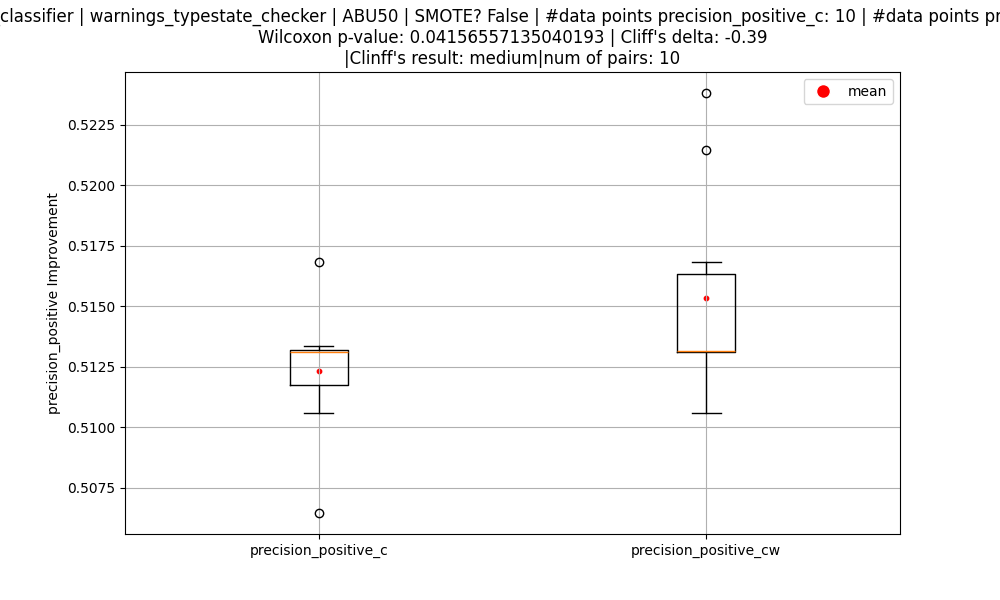 classifier | warnings_typestate_checker | ABU50 | SMOTE? False | #data points precision_positive_c: 10 | #data points pr
Wilcoxon p-value: 0.04156557135040193 | Cliff's delta: -0.39
|Clinff's result: medium|num of pairs: 10
mean
0.5225
0.5200
0.5175
0.5150
0.5125
0.5100
0.5075
precision_positive Improvement
precision_positive_c
precision_positive_cw